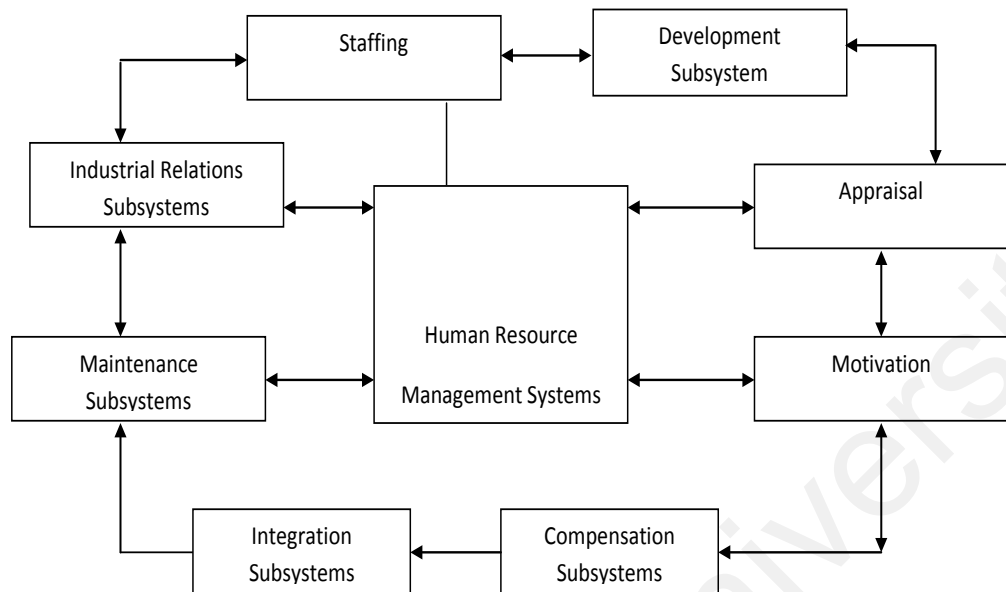 Staffing
Development
Subsystem
Industrial Relations
Subsystems
Appraisal
Human Resource
Management Systems
Maintenance
Subsystems
Motivation
Integration
Subsystems
Compensation
Subsystems